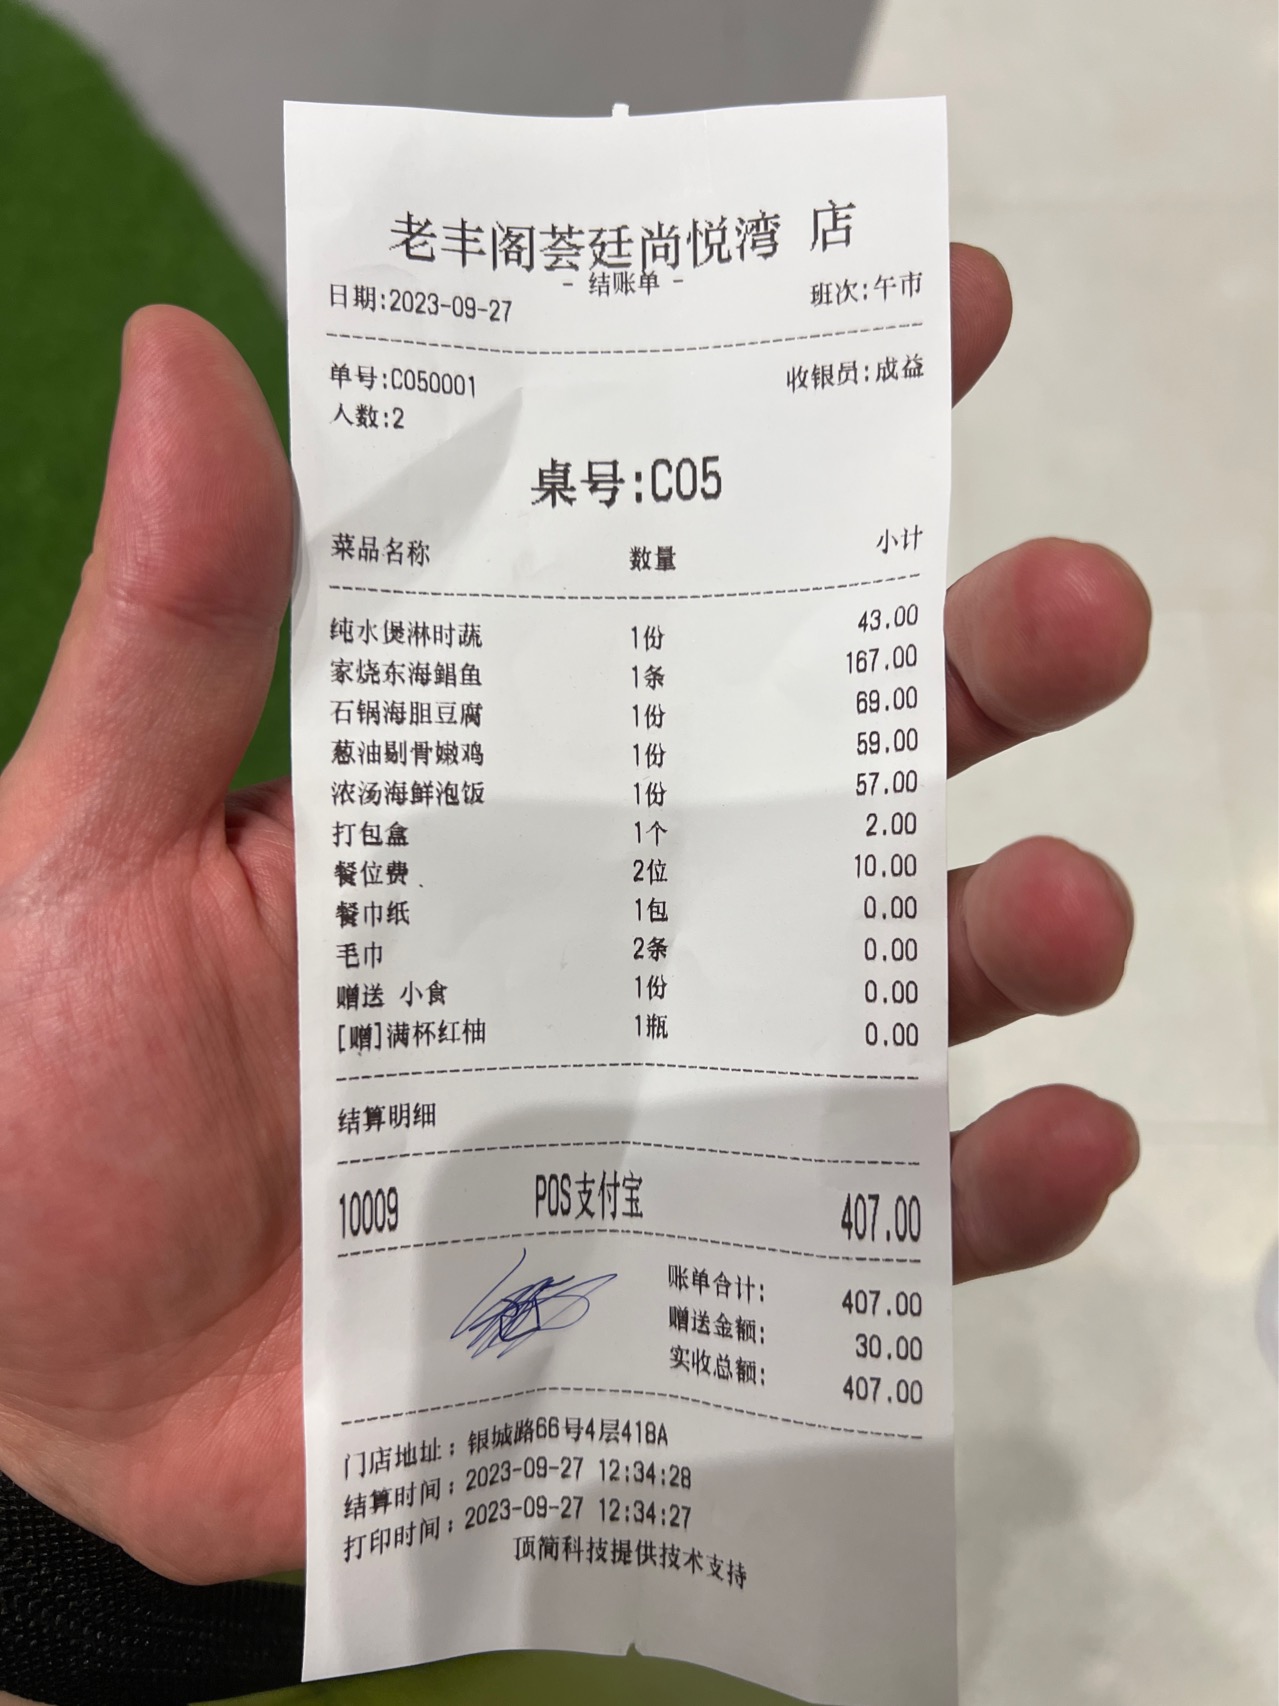 老丰阁荟廷尚悦湾 店
- 结账单 -
日期:2023-09-27 班次:午市
单号:C050001 收银员:成益
人数:2
桌号:C05
菜品名称 数量 小计
纯水煲淋时蔬 1份 43.00
家烧东海鲳鱼 1条 167.00
石锅海胆豆腐 1份 69.00
葱油剔骨嫩鸡 1份 59.00
浓汤海鲜泡饭 1份 57.00
打包盒 1个 2.00
餐位费 2位 10.00
餐巾纸 1包 0.00
毛巾 2条 0.00
赠送 小食 1份 0.00
[赠]满杯红柚 1瓶 0.00
结算明细
10009 POS支付宝 407.00
账单合计: 407.00
赠送金额: 30.00
实收总额: 407.00
门店地址：银城路66号4层418A
结算时间：2023-09-27 12:34:28
打印时间：2023-09-27 12:34:27
顶简科技提供技术支持